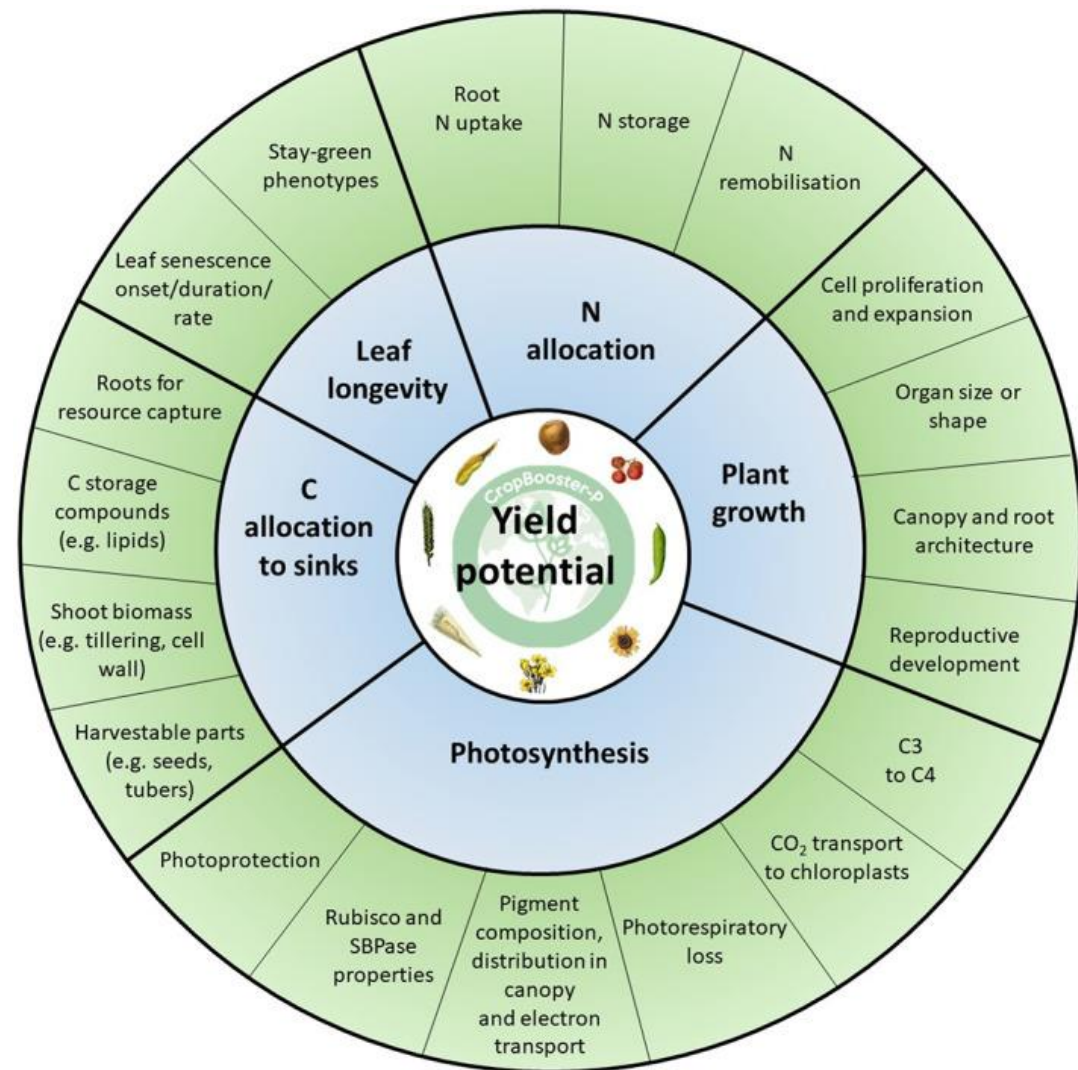 Root
N uptake
N storage
N
remobilisation
Stay-green
phenotypes
Leaf senescence
onset/duration/
rate
Cell proliferation
and expansion
Organ size or
shape
Canopy and root
architecture
Reproductive
development
Roots for
resource capture
C storage
compounds
(e.g. lipids)
Shoot biomass
(e.g. tillering, cell
wall)
Harvestable parts
(e.g. seeds,
tubers)
C3
to C4
CO₂ transport
to chloroplasts
Photorespiratory
loss
Pigment
composition,
distribution in
canopy
and electron
transport
Rubisco and
SBPase
properties
Photoprotection
Leaf
longevity
N
allocation
Plant
growth
C
allocation
to sinks
Photosynthesis
CropBooster-P
Yield
potential